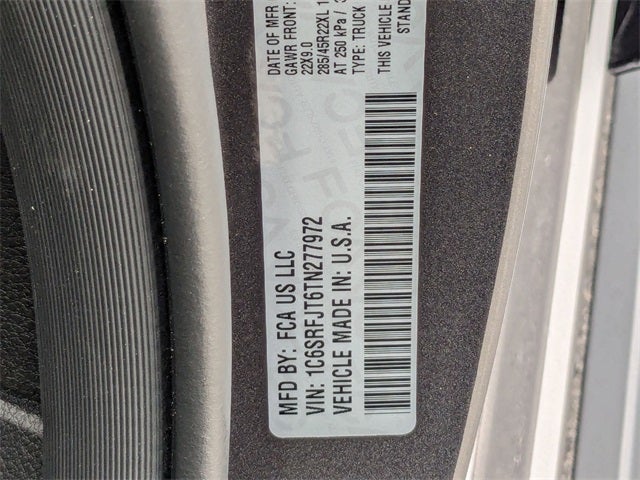 MFD BY: FCA US LLC
VIN: 1C6SRFJT6TN277972
VEHICLE MADE IN: U.S.A.
DATE OF MFR
GAWR FRONT:
22X9.0
285/45R22XL 1
AT 250 kPa /
TYPE: TRUCK
THIS VEHICLE
STAND